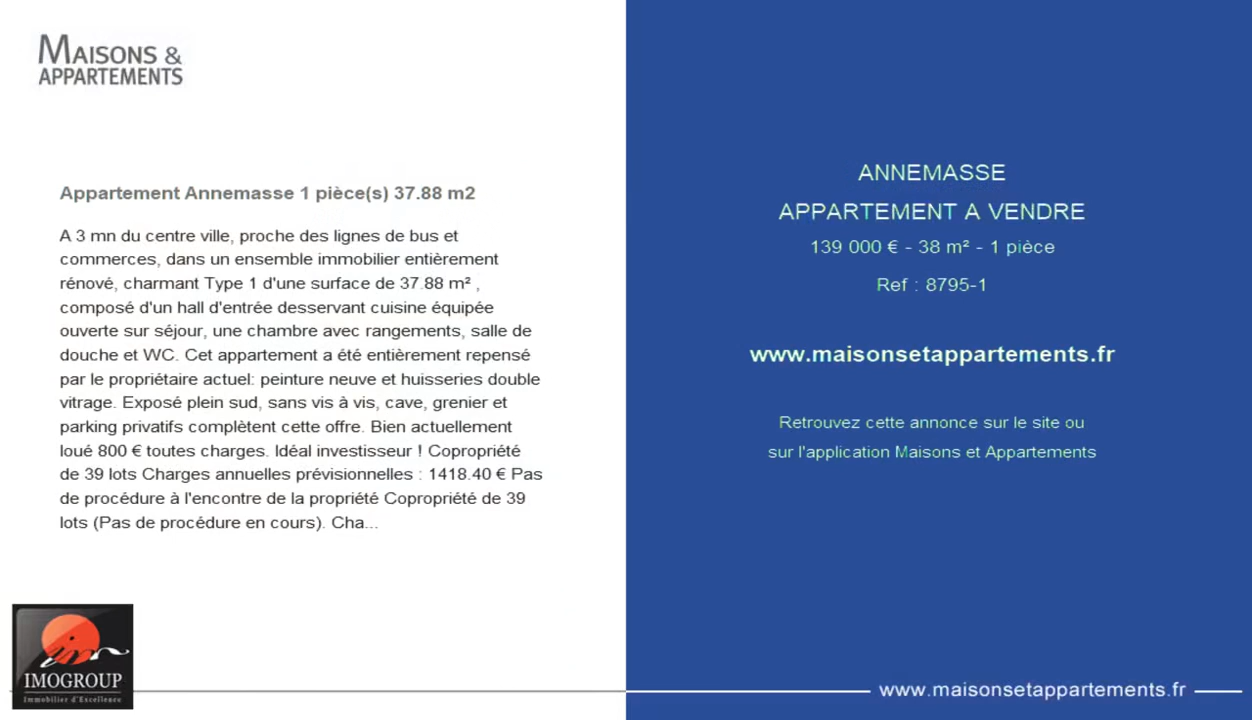 MAISONS &
APPARTEMENTS
Appartement Annemasse 1 pièce(s) 37.88 m2
A 3 mn du centre ville, proche des lignes de bus et
commerces, dans un ensemble immobilier entièrement
rénové, charmant Type 1 d'une surface de 37.88 m² ,
composé d'un hall d'entrée desservant cuisine équipée
ouverte sur séjour, une chambre avec rangements, salle de
douche et WC. Cet appartement a été entièrement repensé
par le propriétaire actuel: peinture neuve et huisseries double
vitrage. Exposé plein sud, sans vis à vis, cave, grenier et
parking privatifs complètent cette offre. Bien actuellement
loué 800 € toutes charges. Idéal investisseur ! Copropriété
de 39 lots Charges annuelles prévisionnelles : 1418.40 € Pas
de procédure à l'encontre de la propriété Copropriété de 39
lots (Pas de procédure en cours). Cha...
IMOGROUP
Immobilier d'Excellence
ANNEMASSE
APPARTEMENT A VENDRE
139 000 € - 38 m² - 1 pièce
Ref : 8795-1
www.maisonsetappartements.fr
Retrouvez cette annonce sur le site ou
sur l'application Maisons et Appartements
www.maisonsetappartements.fr